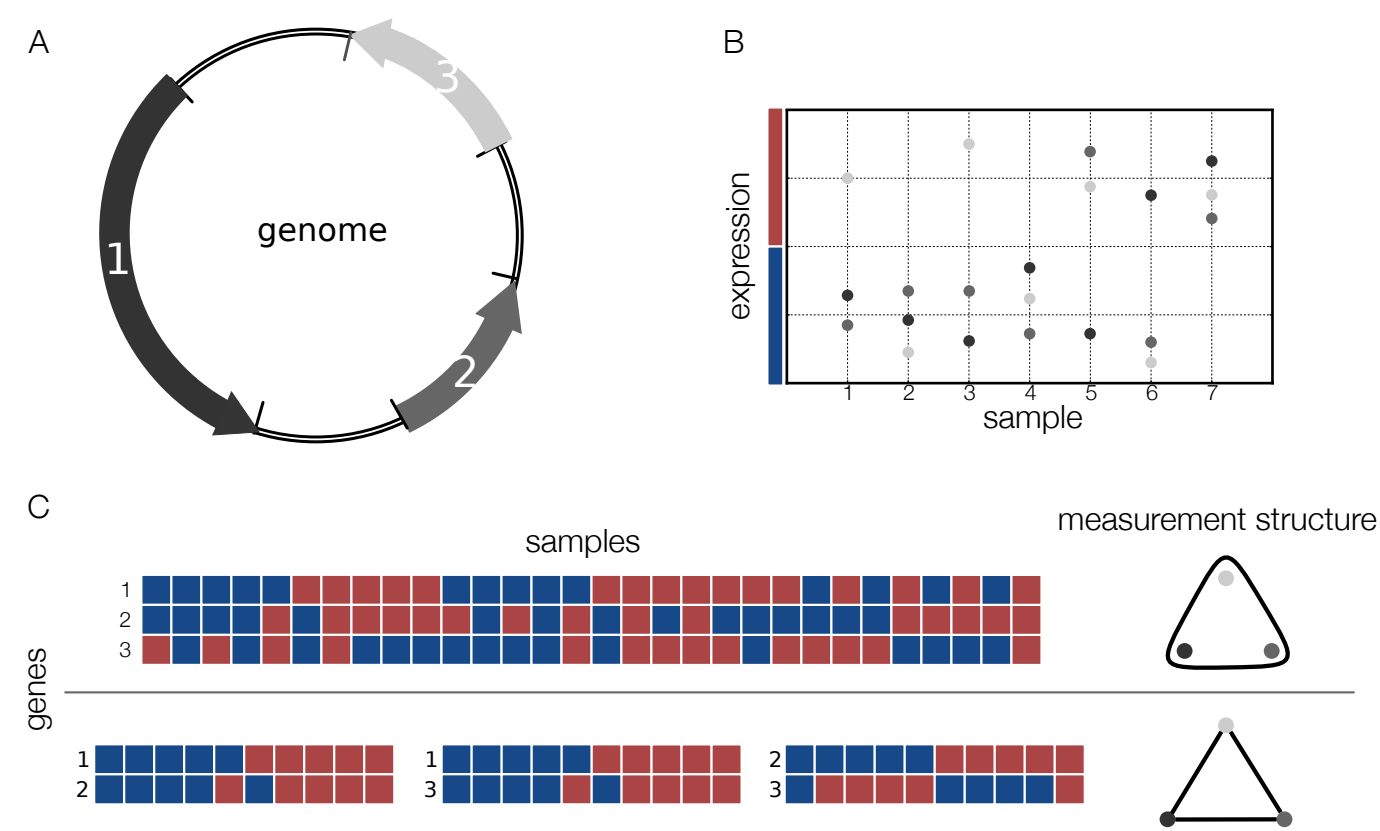 A
3
1
genome
2
B
expression
1 2 3 4 5 6 7
sample
C
measurement structure
samples
genes
1
2
3
1
2
1
3
2
3